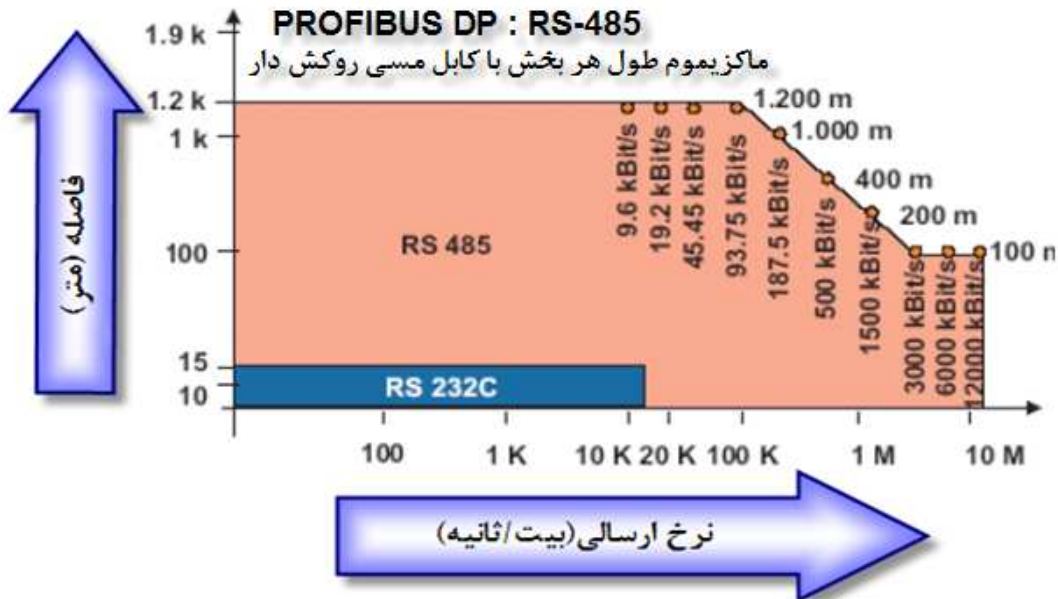 PROFIBUS DP : RS-485
ماکزیموم طول هر بخش با کابل مسی روکش دار
1.9 k
1.2 k
1 k
100
15
10
فاصله (متر)
RS 485
RS 232C
9.6 kBit/s
19.2 kBit/s
45.45 kBit/s
93.75 kBit/s
187.5 kBit/s
500 kBit/s
1500 kBit/s
3000 kBit/s
6000 kBit/s
12000 kBit/s
1.200 m
1.000 m
400 m
200 m
100 m
100 1 K 10 K 20 K 100 K 1 M 10 M
نرخ ارسالی(بیت/ثانیه)